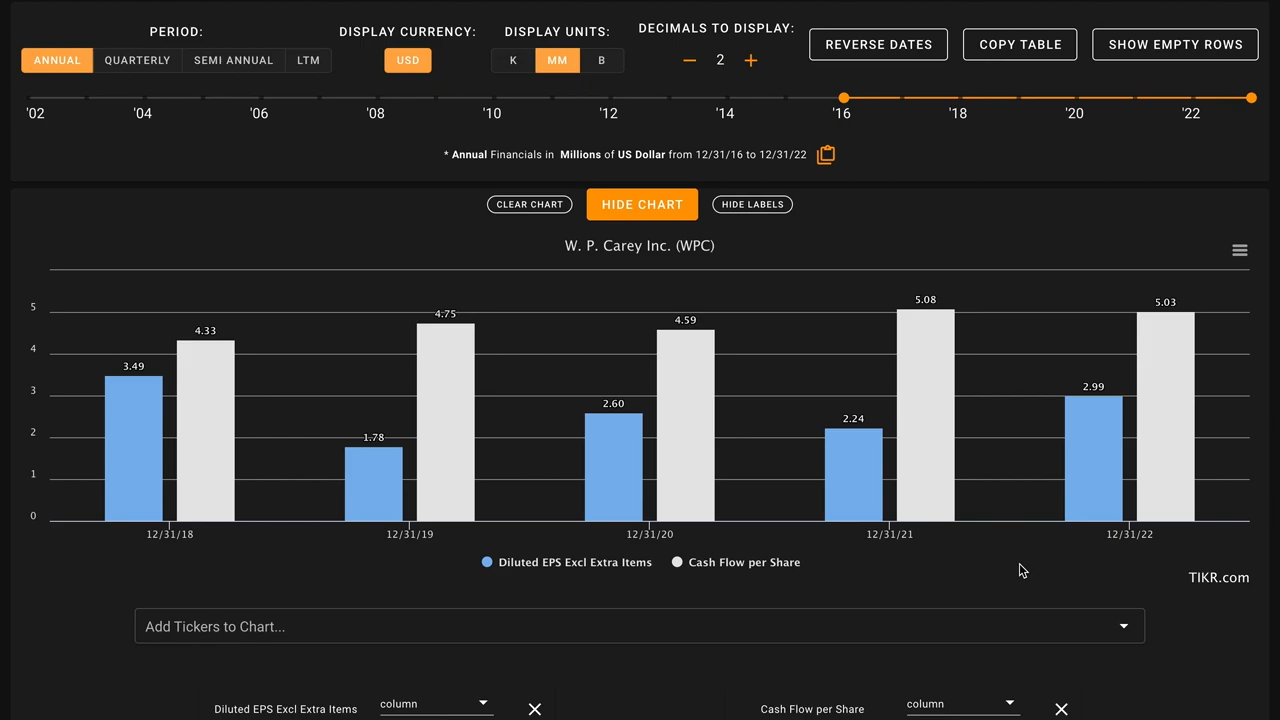 PERIOD:
DISPLAY CURRENCY:
DISPLAY UNITS:
DECIMALS TO DISPLAY:
ANNUAL QUARTERLY SEMI ANNUAL LTM
USD
K MM B
2
REVERSE DATES
COPY TABLE
SHOW EMPTY ROWS
'02 '04 '06 '08 '10 '12 '14 '16 '18 '20 '22
* Annual Financials in Millions of US Dollar from 12/31/16 to 12/31/22
CLEAR CHART
HIDE CHART
HIDE LABELS
W. P. Carey Inc. (WPC)
5
4
3
2
1
0
3.49 4.33 1.78 4.75 2.60 4.59 2.24 5.08 2.99 5.03
12/31/18 12/31/19 12/31/20 12/31/21 12/31/22
Diluted EPS Excl Extra Items Cash Flow per Share
TIKR.com
Add Tickers to Chart...
Diluted EPS Excl Extra Items column
Cash Flow per Share column